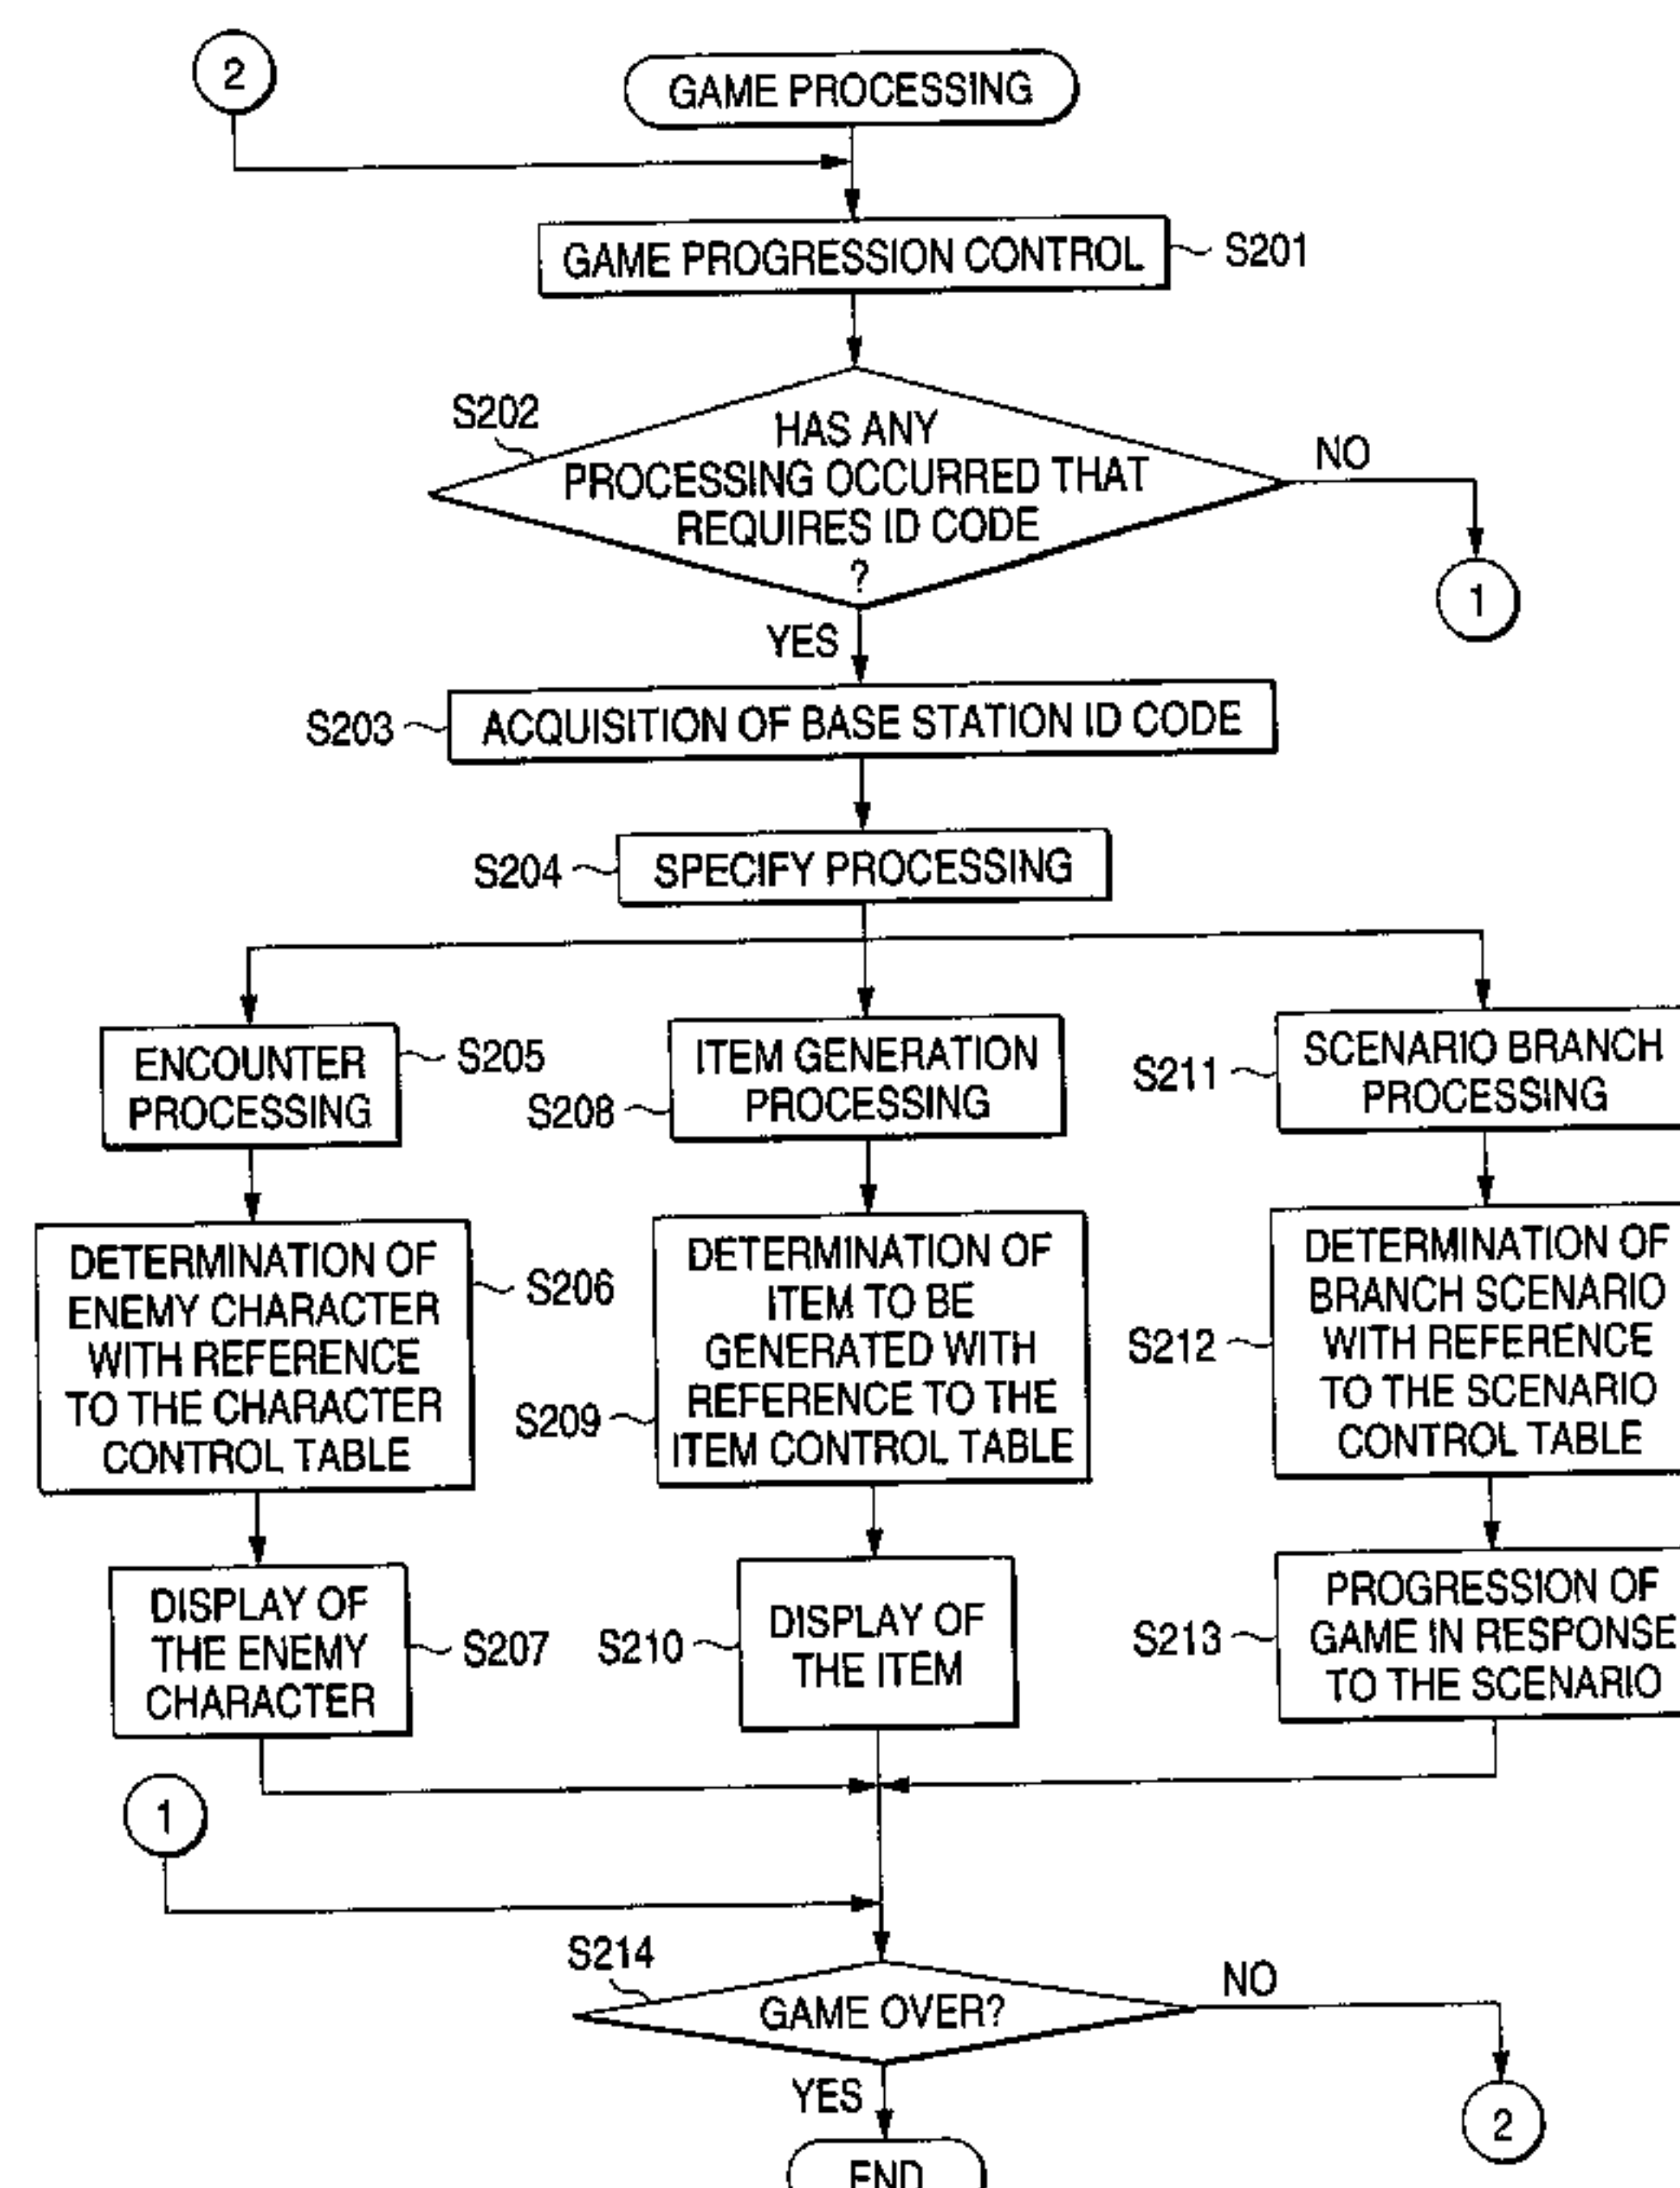 2
GAME PROCESSING
GAME PROGRESSION CONTROL
S201
S202
HAS ANY
PROCESSING OCCURRED THAT
REQUIRES ID CODE
?
NO
1
YES
S203
ACQUISITION OF BASE STATION ID CODE
S204
SPECIFY PROCESSING
ENCOUNTER
PROCESSING
S205
ITEM GENERATION
PROCESSING
S208
SCENARIO BRANCH
PROCESSING
S211
DETERMINATION OF
ENEMY CHARACTER
WITH REFERENCE
TO THE CHARACTER
CONTROL TABLE
S206
DETERMINATION OF
ITEM TO BE
GENERATED WITH
REFERENCE TO THE
ITEM CONTROL TABLE
S209
DETERMINATION OF
BRANCH SCENARIO
WITH REFERENCE
TO THE SCENARIO
CONTROL TABLE
S212
DISPLAY OF
THE ENEMY
CHARACTER
S207
DISPLAY OF
THE ITEM
S210
PROGRESSION OF
GAME IN RESPONSE
TO THE SCENARIO
S213
1
S214
GAME OVER?
NO
YES
2
END